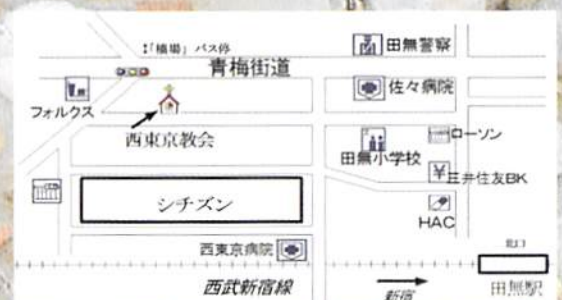 「橋場」バス停
田無警察
青梅街道
佐々病院
フォルクス
西東京教会
ローソン
田無小学校
¥三井住友BK
シチズン
HAC
西東京病院
北口
西武新宿線
新宿
田無駅